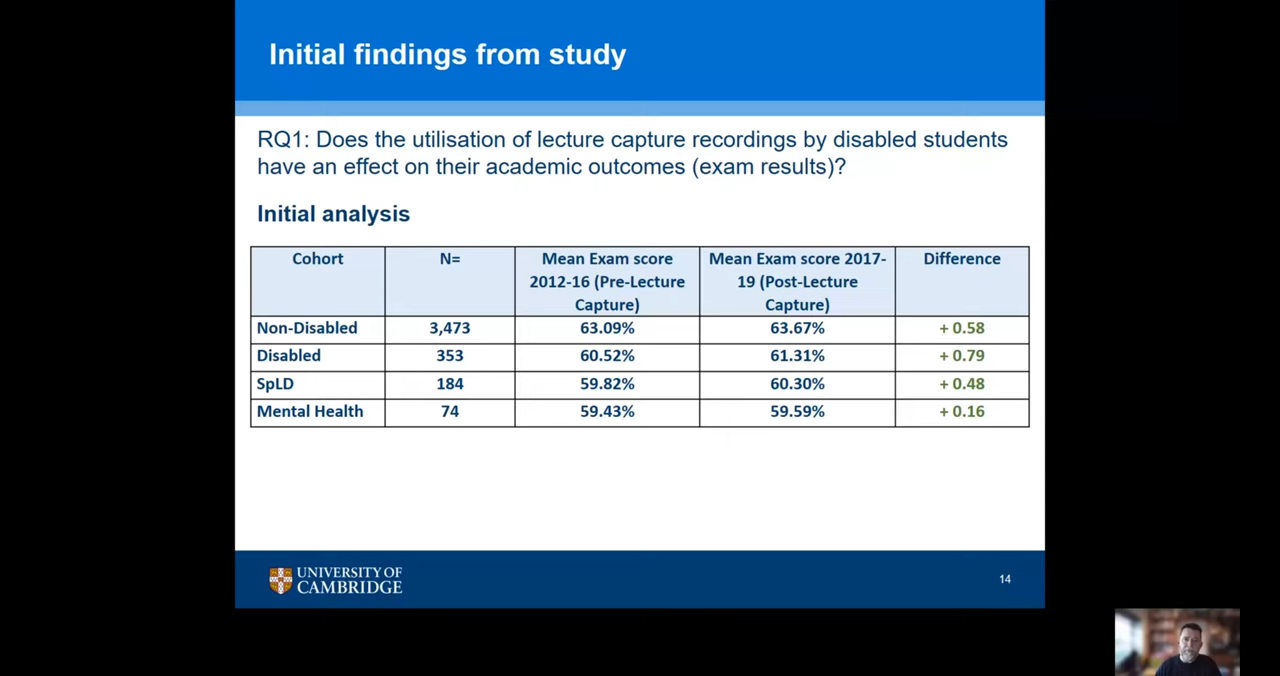 Initial findings from study
RQ1: Does the utilisation of lecture capture recordings by disabled students
have an effect on their academic outcomes (exam results)?
Initial analysis
Cohort N= Mean Exam score 2012-16 (Pre-Lecture Capture) Mean Exam score 2017-19 (Post-Lecture Capture) Difference
Non-Disabled 3,473 63.09% 63.67% + 0.58
Disabled 353 60.52% 61.31% + 0.79
SpLD 184 59.82% 60.30% + 0.48
Mental Health 74 59.43% 59.59% + 0.16
UNIVERSITY OF
CAMBRIDGE
14